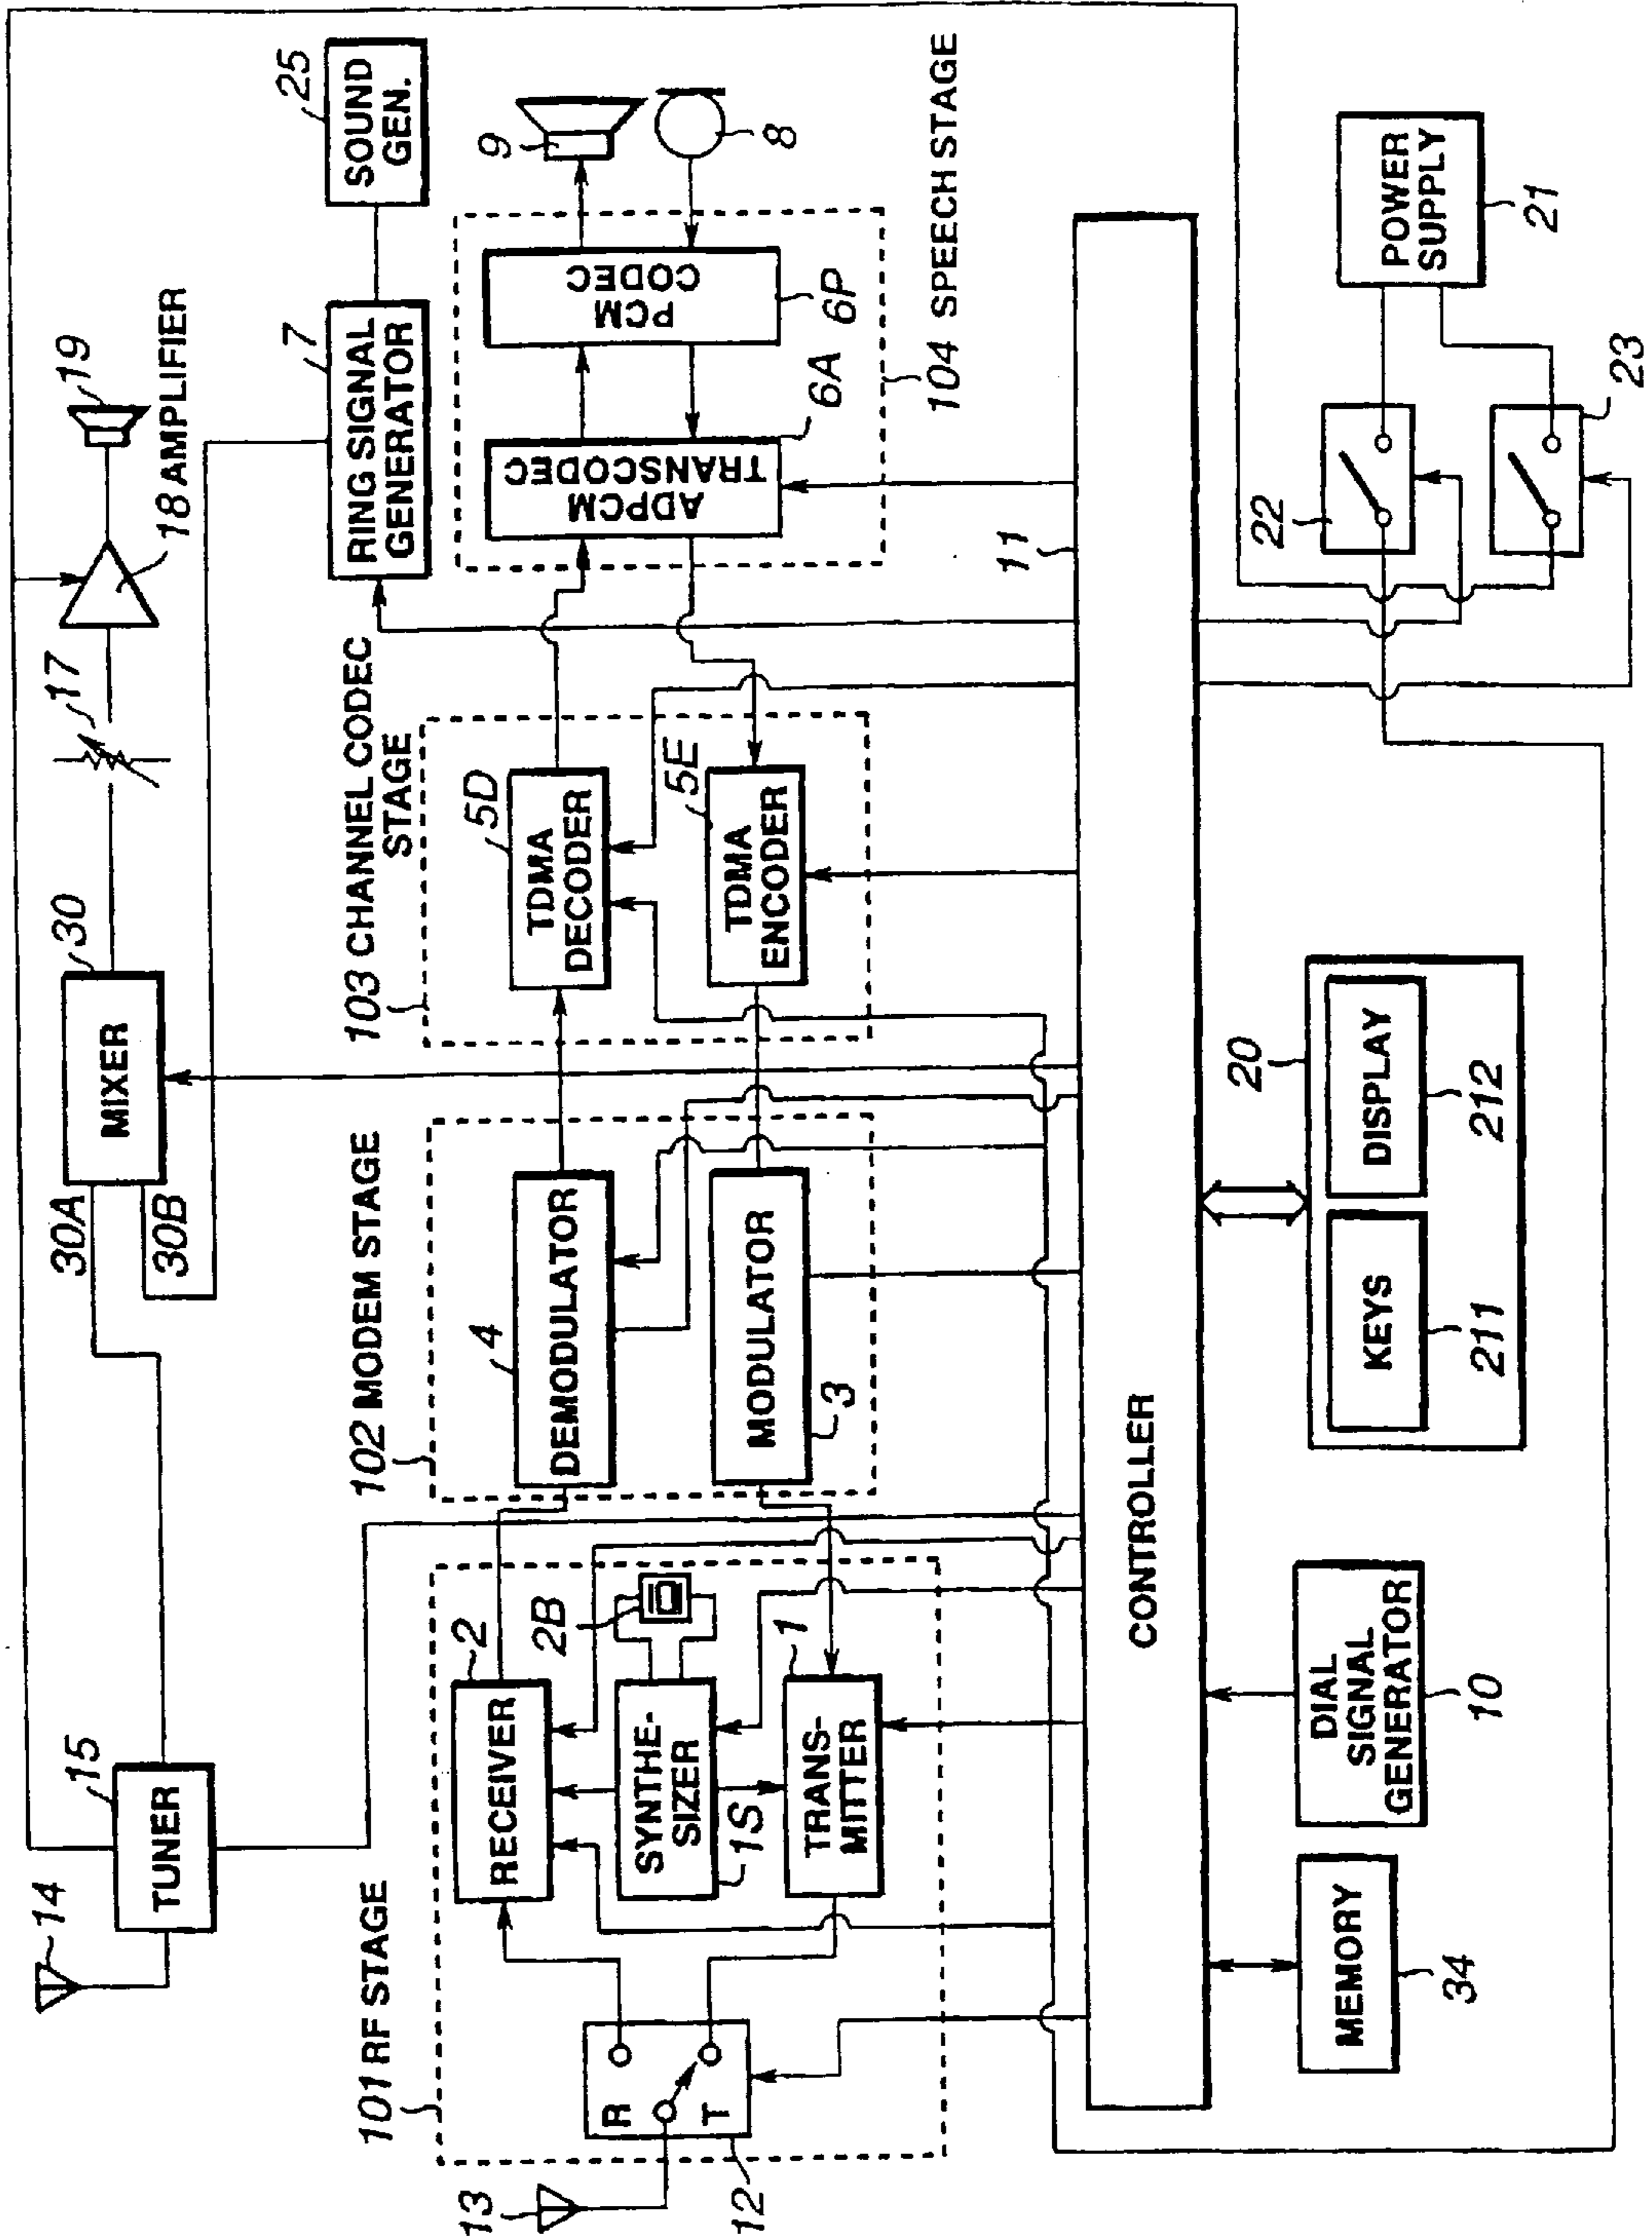 14
15
TUNER
30A
30B
30
MIXER
17
18 AMPLIFIER
19
7
RING SIGNAL
GENERATOR
25
SOUND
GEN.
101 RF STAGE
13
12
R
T
2
RECEIVER
2B
SYNTHE-
SIZER
1S
1
TRANS-
MITTER
102 MODEM STAGE
4
DEMODULATOR
MODULATOR
3
103 CHANNEL CODEC
STAGE
5D
TDMA
DECODER
5E
TDMA
ENCODER
ADPCM
TRANSCODEC
6A
PCM
CODEC
6P
104 SPEECH STAGE
9
8
CONTROLLER
11
MEMORY
34
DIAL
SIGNAL
GENERATOR
10
20
KEYS
211
DISPLAY
212
22
23
POWER
SUPPLY
21